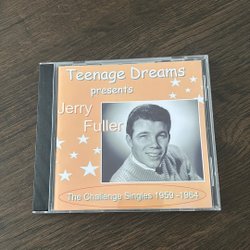 Teenage Dreams
presents
Jerry
Fuller
The Challenge Singles 1959-1964